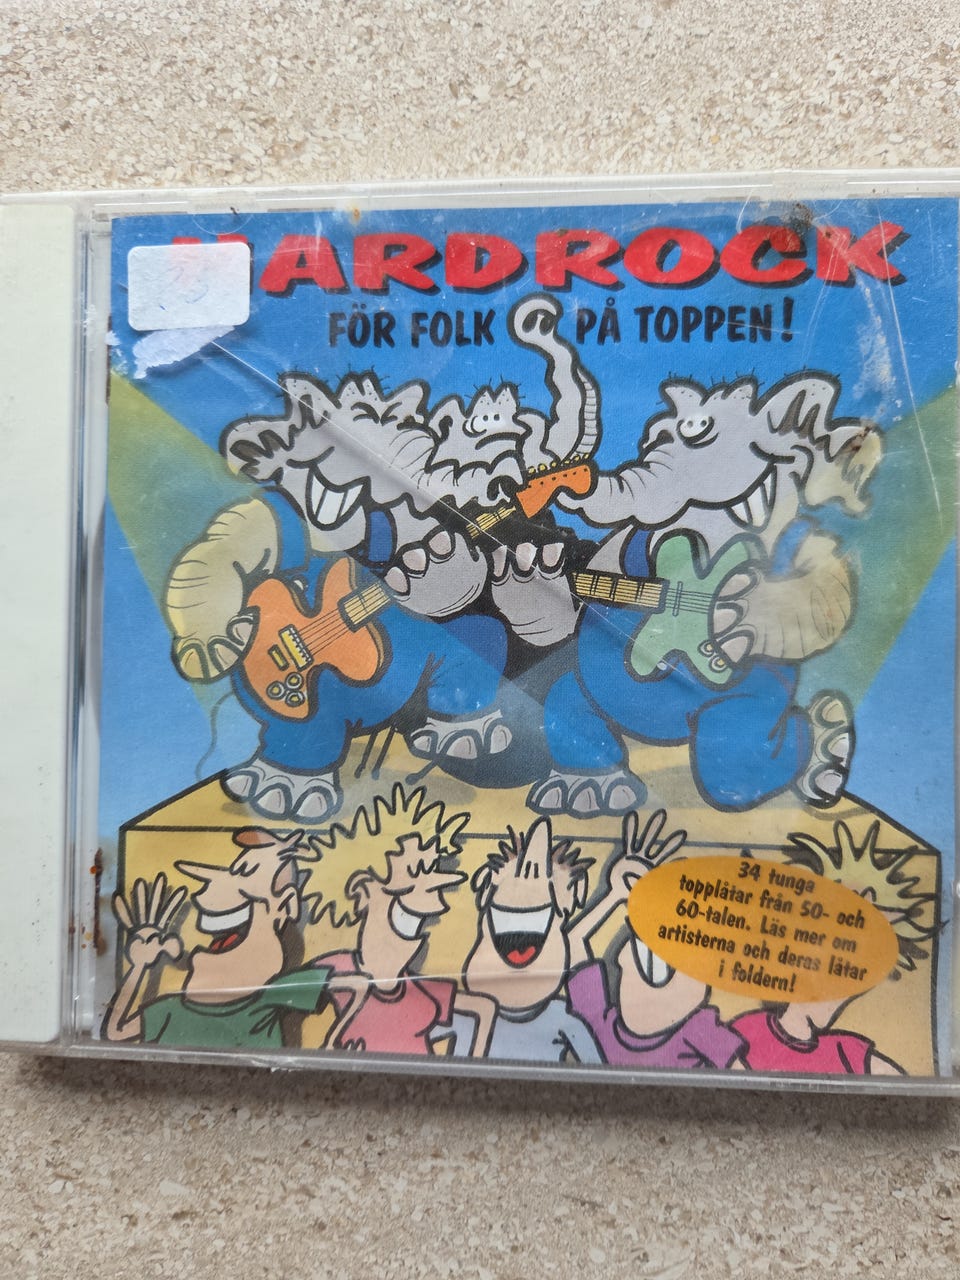 HARDROCK
FÖR FOLK PÅ TOPPEN!
34 tunga
topplåtar från 50- och
60-talen. Läs mer om
artisterna och deras låtar
i foldern!